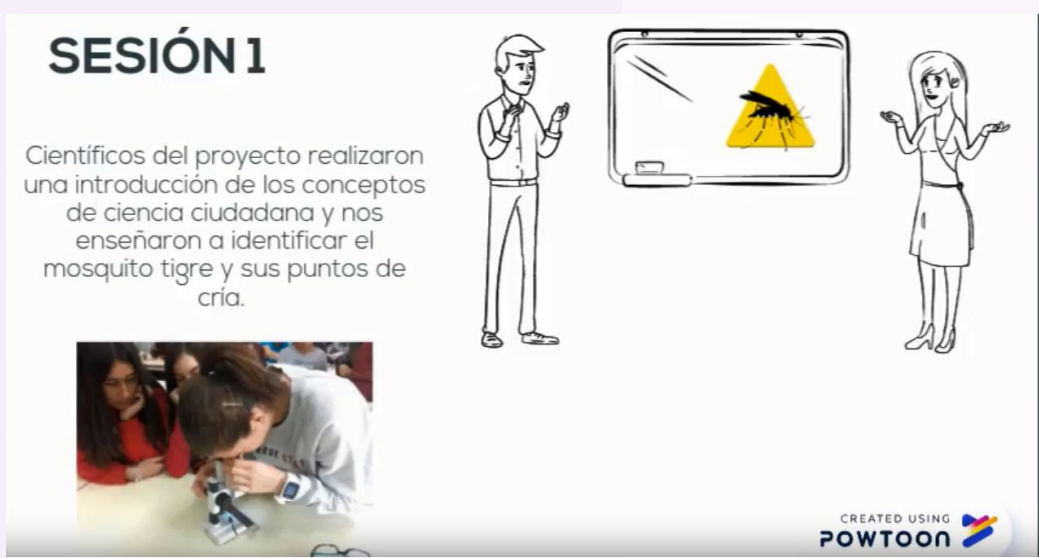 SESIÓN 1
Científicos del proyecto realizaron
una introducción de los conceptos
de ciencia ciudadana y nos
enseñaron a identificar el
mosquito tigre y sus puntos de
cría.
CREATED USING
POWTOON